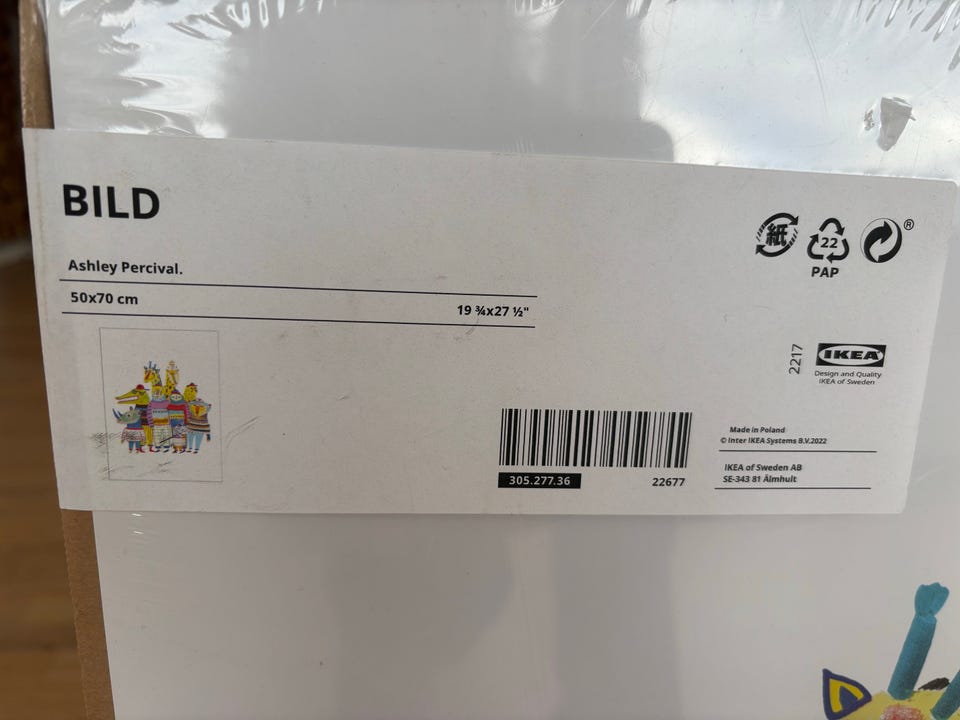 BILD
Ashley Percival.
50x70 cm
19 ¾x27 ½"
紙
22
PAP
®
2217
IKEA
Design and Quality
IKEA of Sweden
305.277.36
22677
Made in Poland
© Inter IKEA Systems B.V.2022
IKEA of Sweden AB
SE-343 81 Älmhult